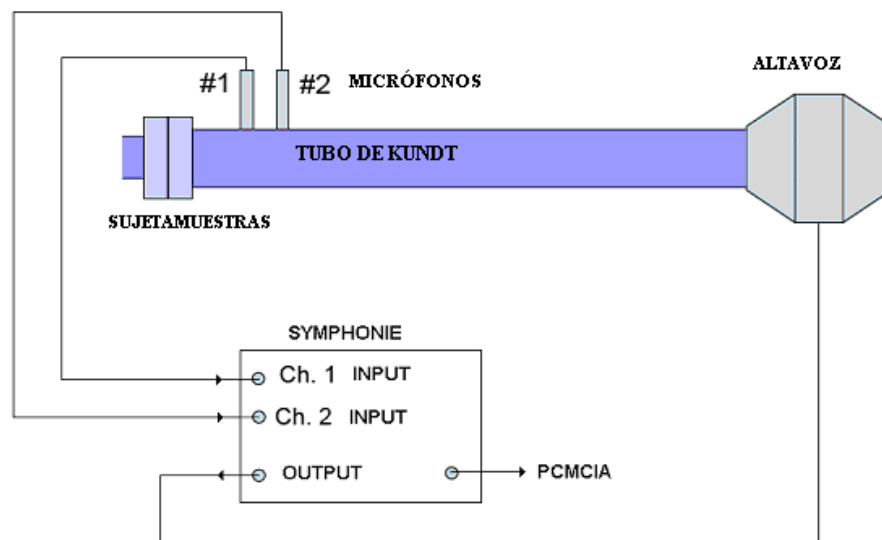 ALTAVOZ
#1 #2 MICRÓFONOS
TUBO DE KUNDT
SUJETAMUESTRAS
SYMPHONIE
Ch. 1 INPUT
Ch. 2 INPUT
OUTPUT
PCMCIA